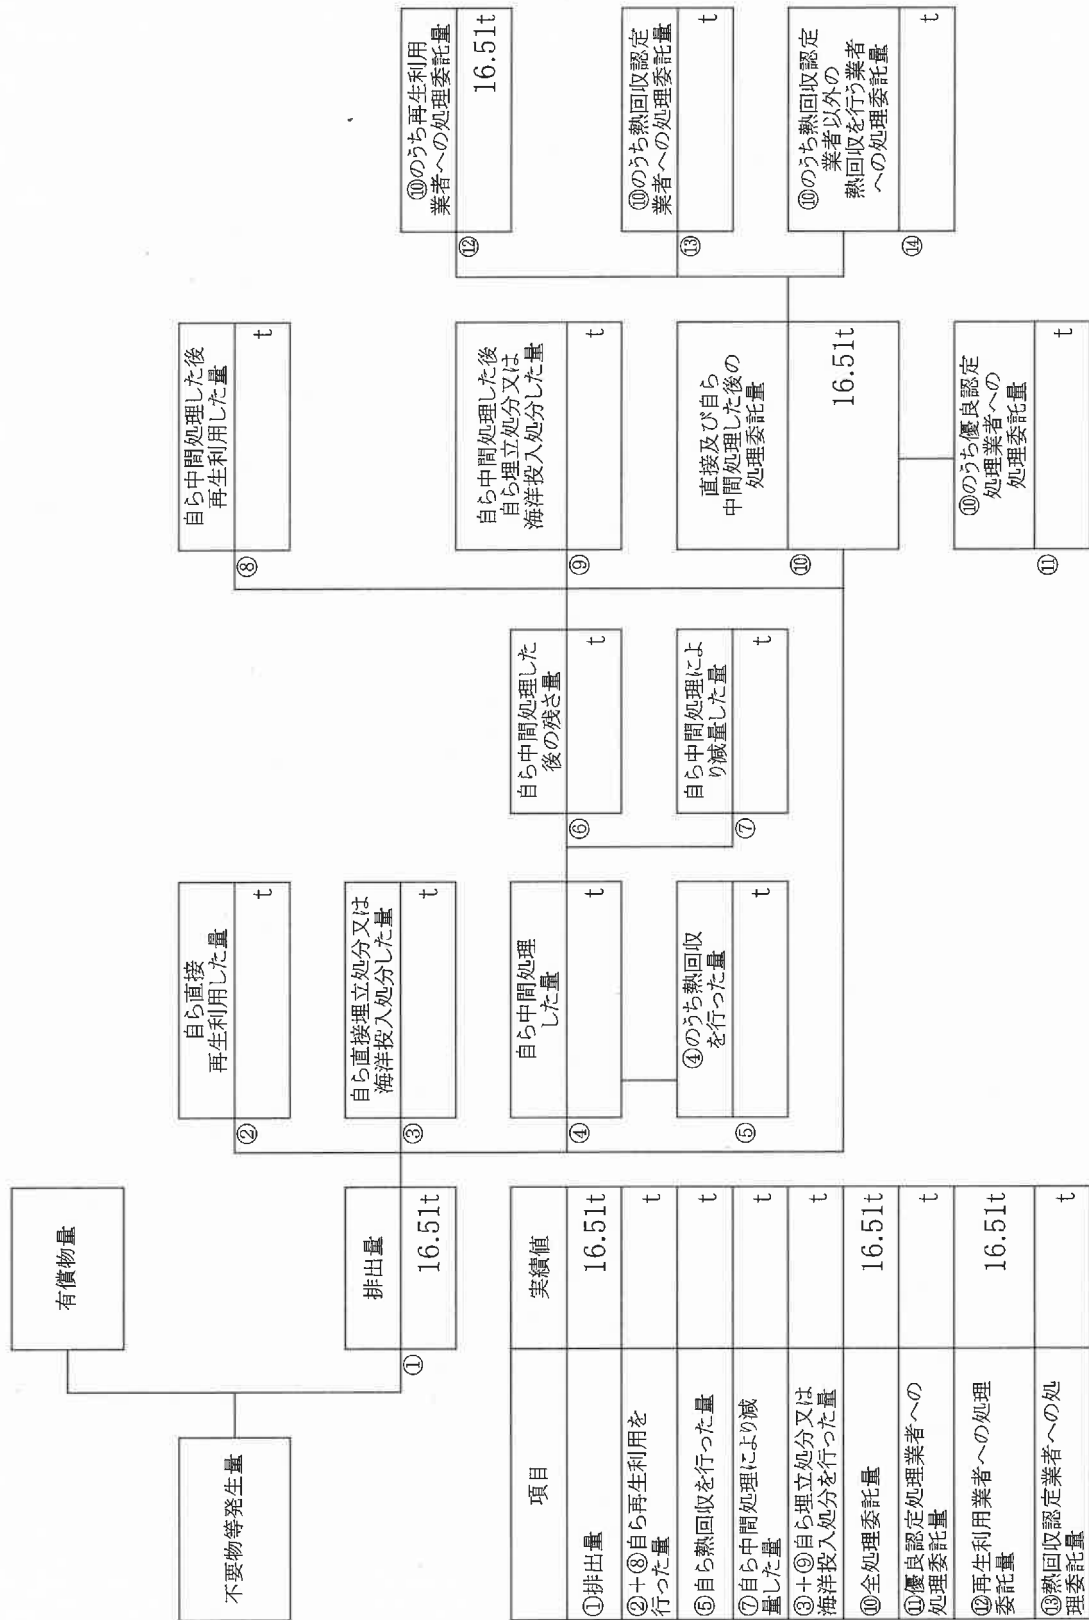 不要物等発生量
有償物量
①
排出量
16.51t
②
自ら直接
再生利用した量
t
③
自ら直接埋立処分又は
海洋投入処分した量
t
④
自ら中間処理
した量
t
⑤
④のうち熱回収
を行った量
t
⑥
自ら中間処理した
後の残さ量
t
⑦
自ら中間処理によ
り減量した量
t
⑧
自ら中間処理した後
再生利用した量
t
⑨
自ら中間処理した後
自ら埋立処分又は
海洋投入処分した量
t
⑩
直接及び自ら
中間処理した後の
処理委託量
16.51t
⑪
⑩のうち優良認定
処理業者への
処理委託量
t
⑫
⑩のうち再生利用
業者への処理委託量
16.51t
⑬
⑩のうち熱回収認定
業者への処理委託量
t
⑭
⑩のうち熱回収認定
業者以外の
熱回収を行う業者
への処理委託量
t
項目 実績値
①排出量 16.51t
②+⑧自ら再生利用を
行った量 t
⑤自ら熱回収を行った量 t
⑦自ら中間処理により減
量した量 t
③+⑨自ら埋立処分又は
海洋投入処分を行った量 t
⑩全処理委託量 16.51t
⑪優良認定処理業者への
処理委託量 t
⑫再生利用業者への処理
委託量 16.51t
⑬熱回収認定業者への処
理委託量 t